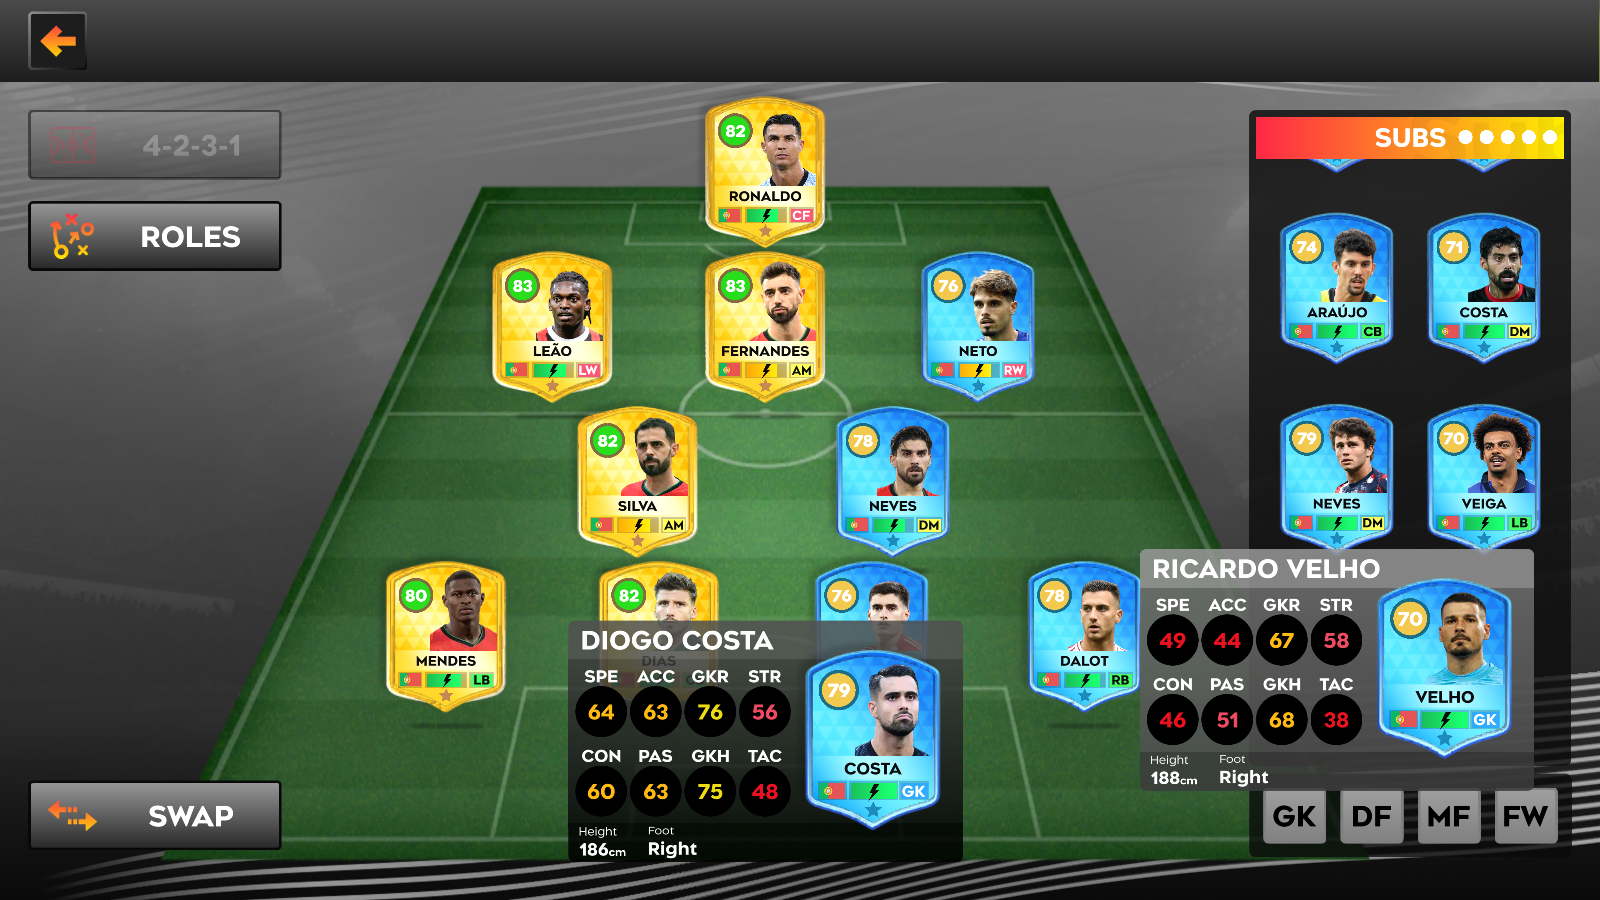 4-2-3-1
ROLES
SWAP
82
RONALDO
CF
83
LEÃO
LW
83
FERNANDES
AM
76
NETO
RW
82
SILVA
AM
78
NEVES
DM
80
MENDES
LB
82
DIAS
76
78
DALOT
RB
DIOGO COSTA
SPE ACC GKR STR
64 63 76 56
CON PAS GKH TAC
60 63 75 48
Height Foot
186cm Right
79
COSTA
GK
SUBS
74
ARAÚJO
CB
71
COSTA
DM
79
NEVES
DM
70
VEIGA
LB
RICARDO VELHO
SPE ACC GKR STR
49 44 67 58
CON PAS GKH TAC
46 51 68 38
Height Foot
188cm Right
70
VELHO
GK
GK DF MF FW